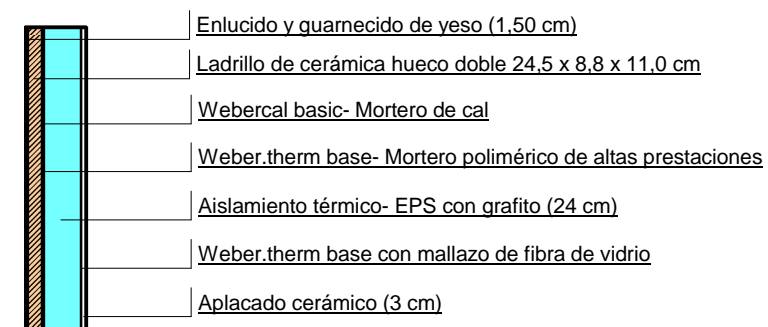 Enlucido y guarnecido de yeso (1,50 cm)
Ladrillo de cerámica hueco doble 24,5 x 8,8 x 11,0 cm
Webercal basic- Mortero de cal
Weber.therm base- Mortero polimérico de altas prestaciones
Aislamiento térmico- EPS con grafito (24 cm)
Weber.therm base con mallazo de fibra de vidrio
Aplacado cerámico (3 cm)